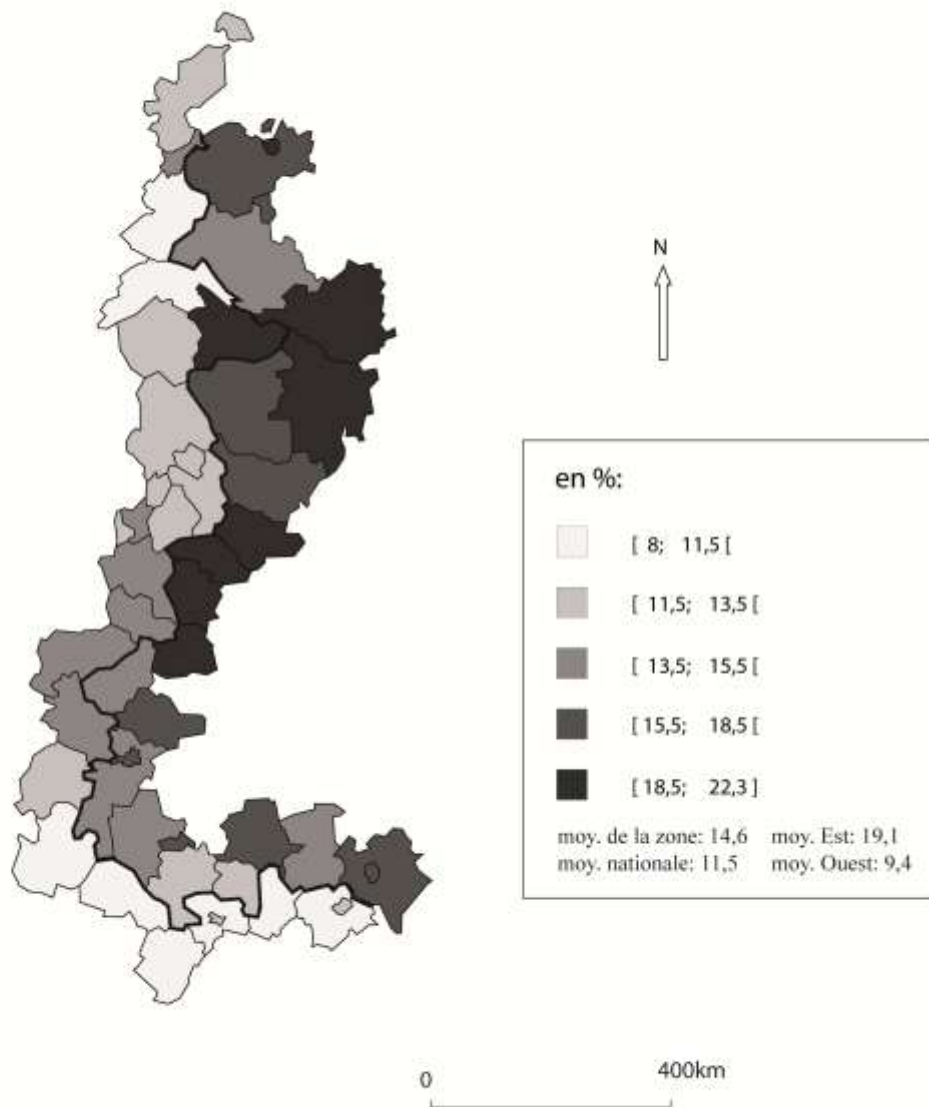 N
en %:
[ 8; 11,5 [
[ 11,5; 13,5 [
[ 13,5; 15,5 [
[ 15,5; 18,5 [
[ 18,5; 22,3 ]
moy. de la zone: 14,6 moy. Est: 19,1
moy. nationale: 11,5 moy. Ouest: 9,4
0 400km